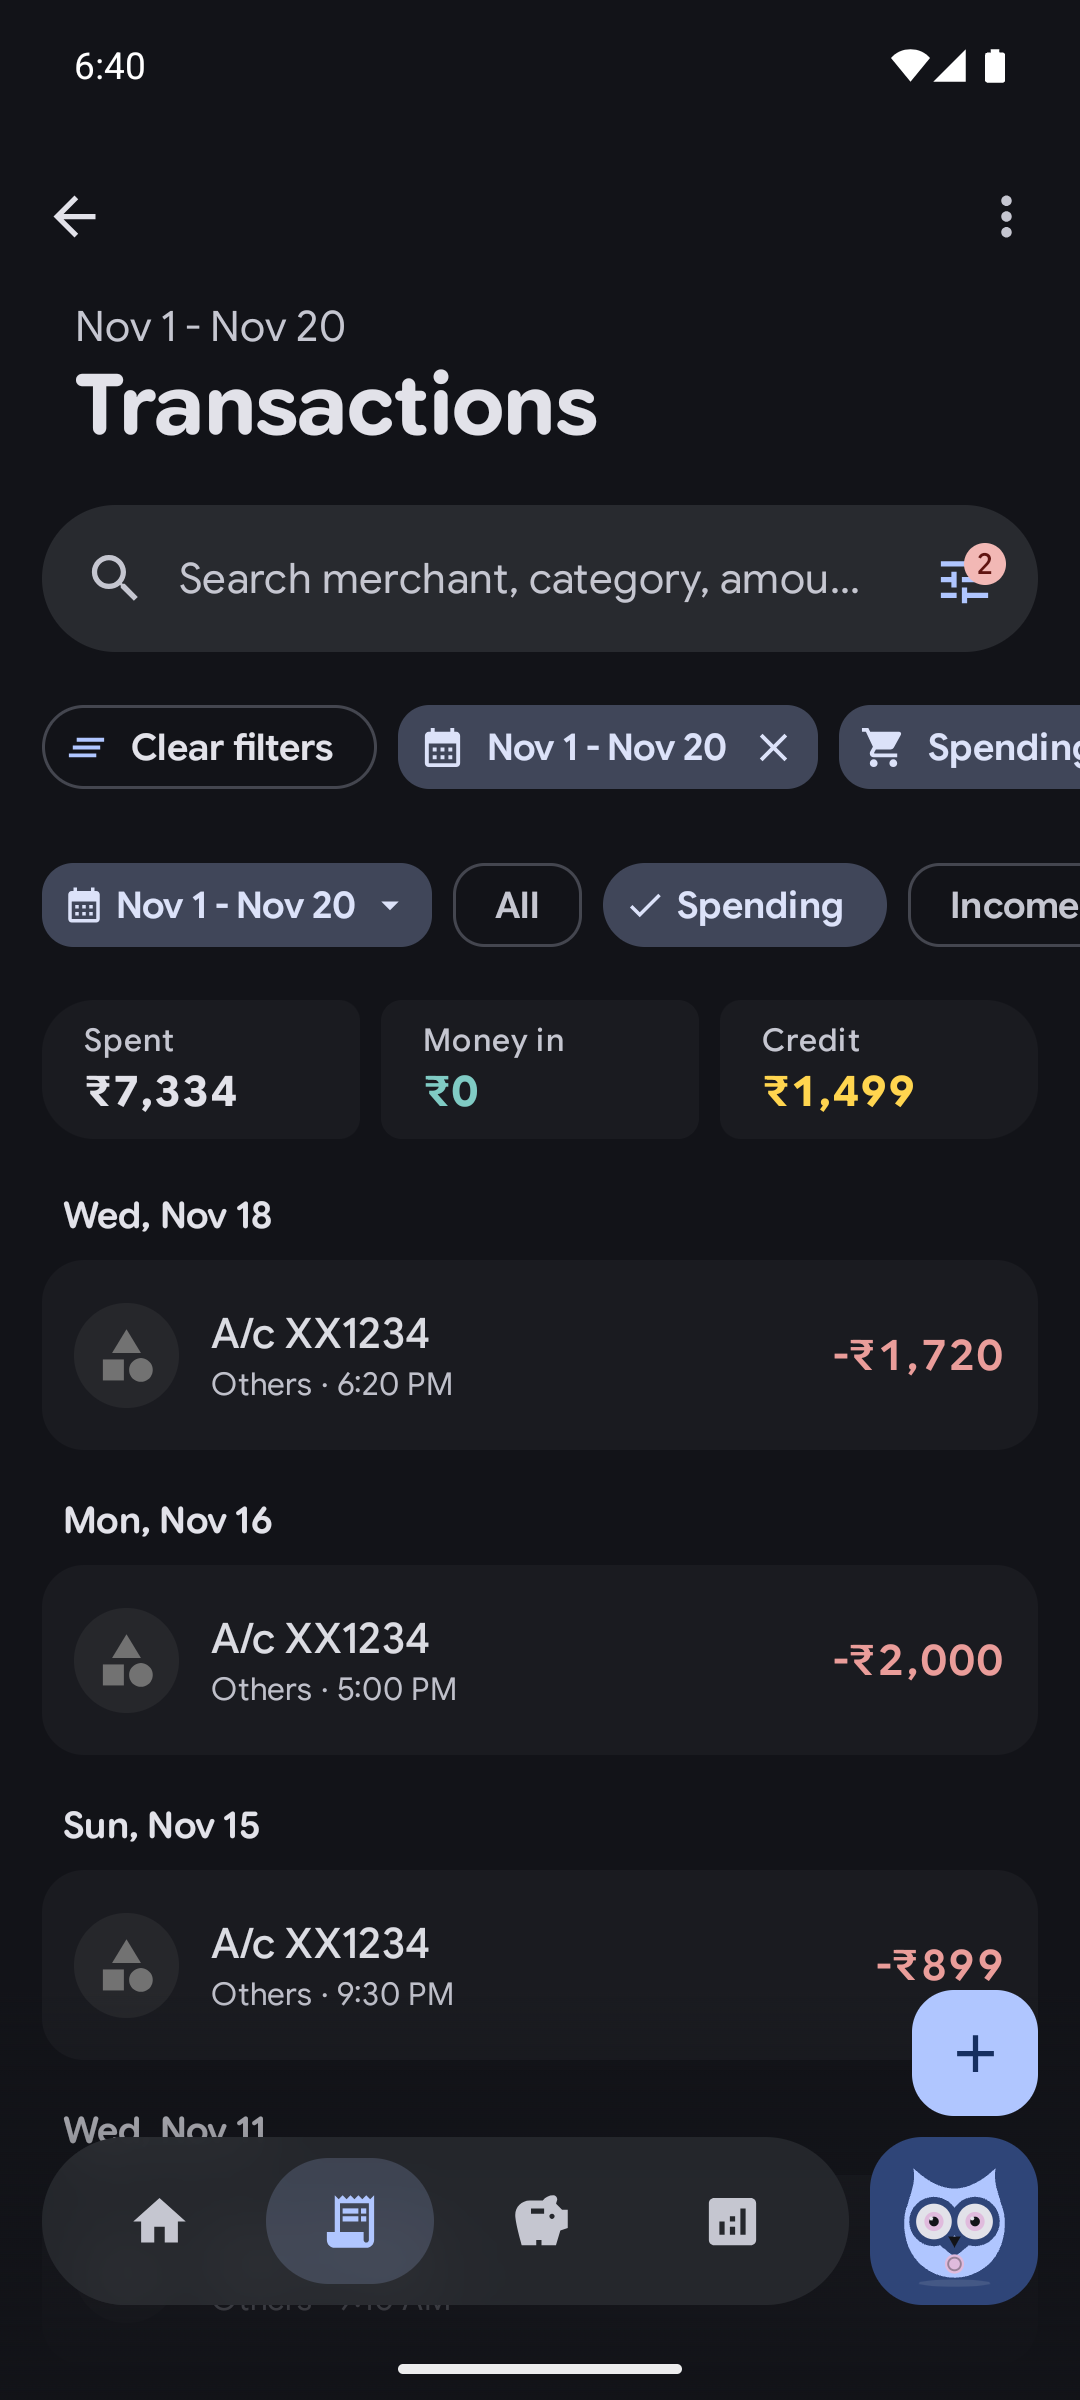 6:40
Nov 1 - Nov 20
Transactions
Search merchant, category, amou...
2
Clear filters
Nov 1 - Nov 20
Spending
Nov 1 - Nov 20
All
Spending
Income
Spent
₹7,334
Money in
₹0
Credit
₹1,499
Wed, Nov 18
A/c XX1234
Others · 6:20 PM
-₹1,720
Mon, Nov 16
A/c XX1234
Others · 5:00 PM
-₹2,000
Sun, Nov 15
A/c XX1234
Others · 9:30 PM
-₹899
Wed, Nov 11
Others